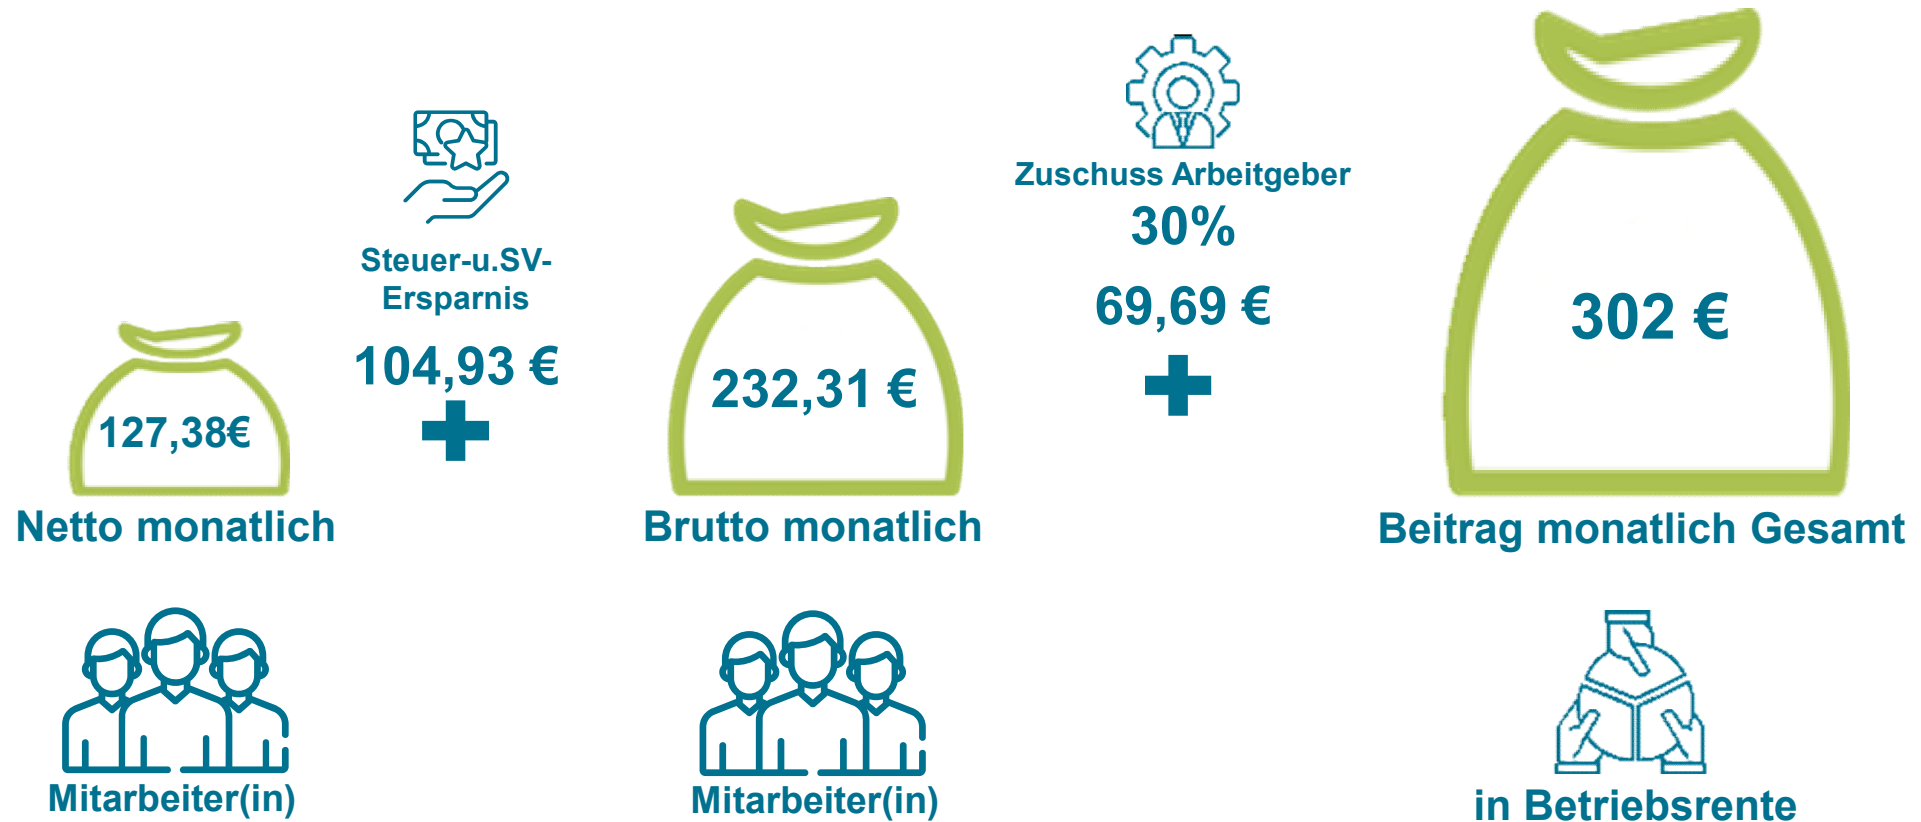 127,38€
Netto monatlich
Mitarbeiter(in)
Steuer-u.SV-
Ersparnis
104,93 €
232,31 €
Brutto monatlich
Mitarbeiter(in)
Zuschuss Arbeitgeber
30%
69,69 €
302 €
Beitrag monatlich Gesamt
in Betriebsrente